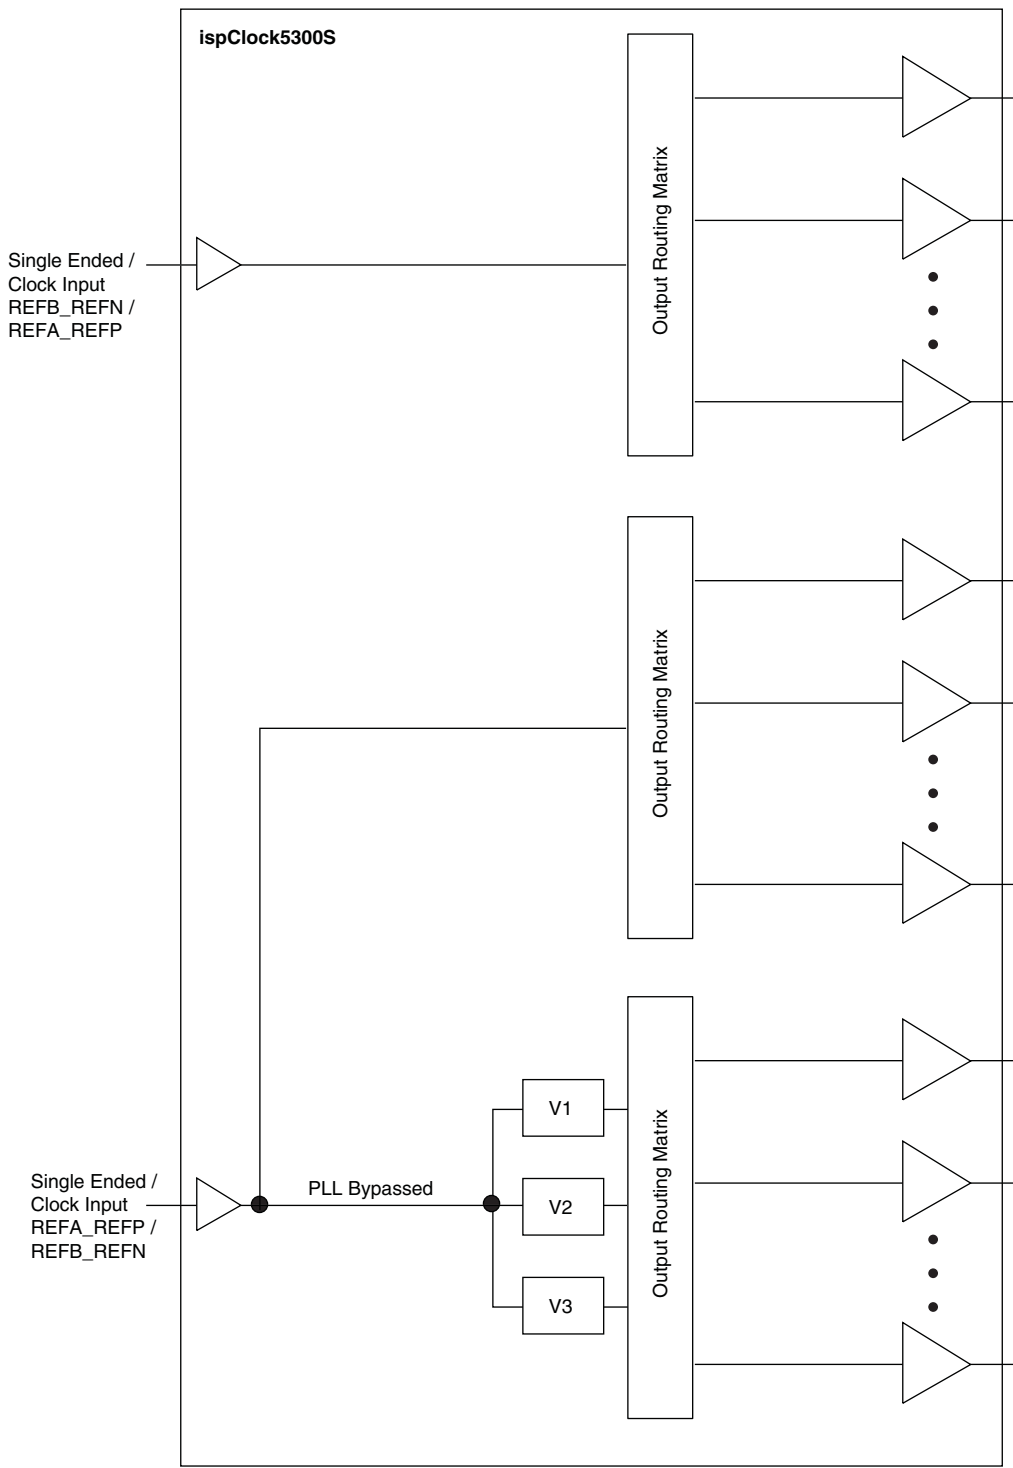 ispClock5300S
Output Routing Matrix
Single Ended /
Clock Input
REFB_REFN /
REFA_REFP
Output Routing Matrix
Output Routing Matrix
V1
Single Ended /
Clock Input
REFA_REFP /
REFB_REFN
PLL Bypassed
V2
V3